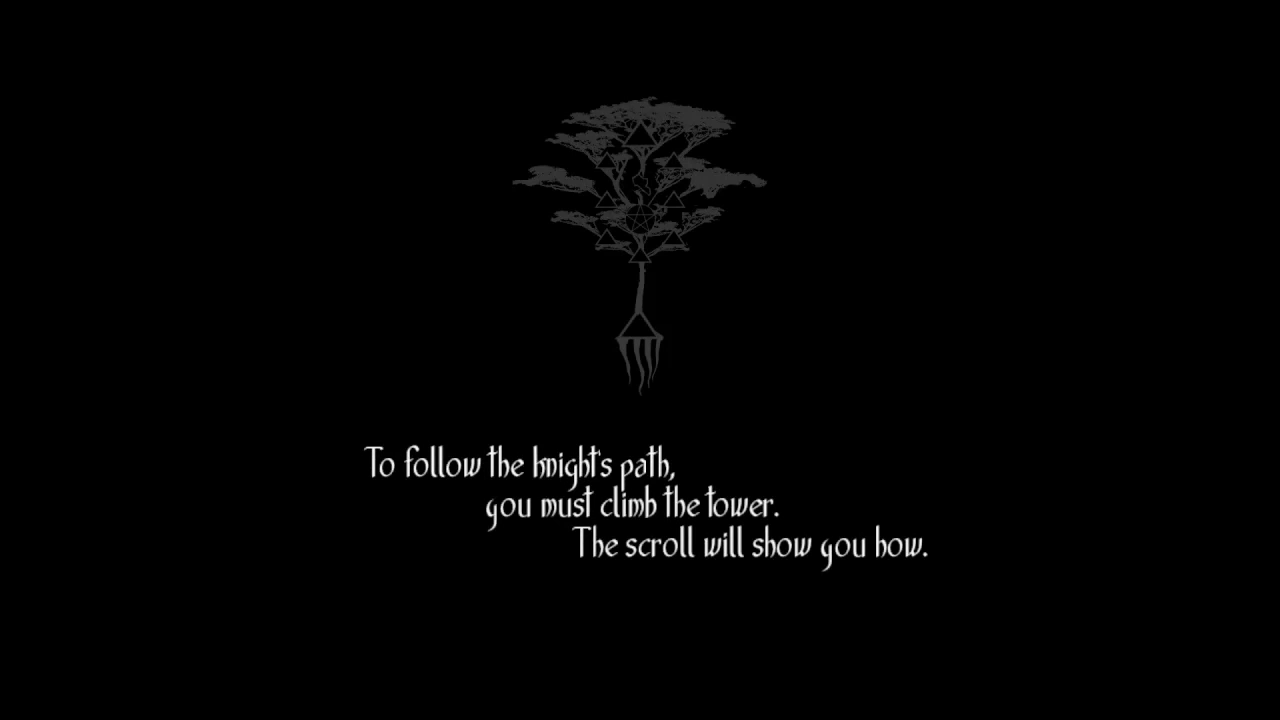 To follow the knight's path,
you must climb the tower.
The scroll will show you how.